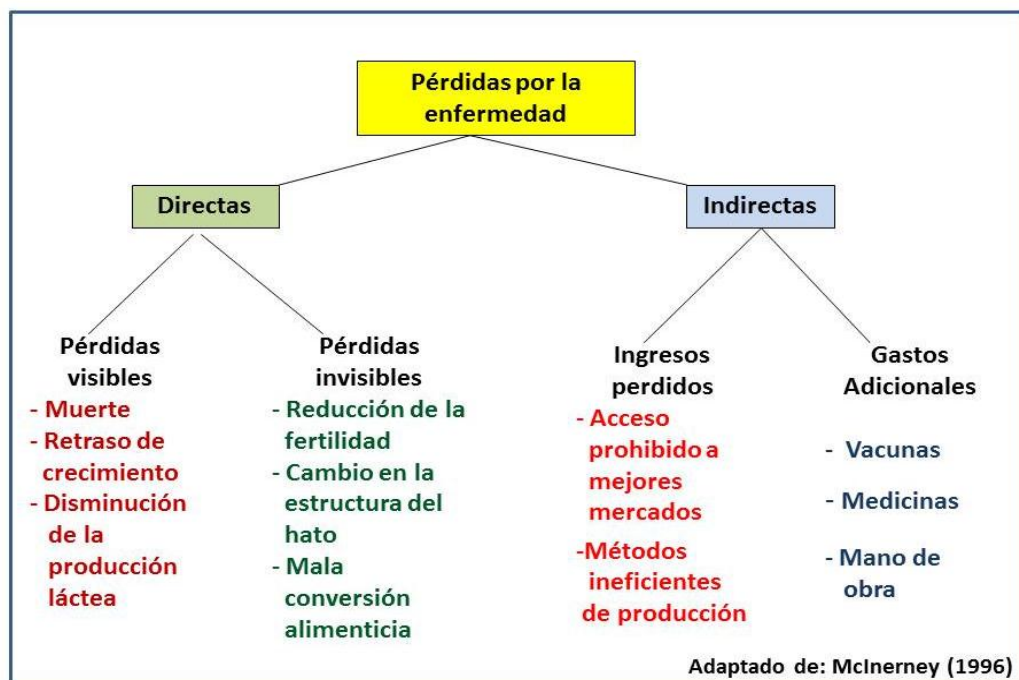 Pérdidas por la
enfermedad
Directas
Indirectas
Pérdidas
visibles
- Muerte
- Retraso de
crecimiento
- Disminución
de la
producción
láctea
Pérdidas
invisibles
- Reducción de la
fertilidad
- Cambio en la
estructura del
hato
- Mala
conversión
alimenticia
Ingresos
perdidos
- Acceso
prohibido a
mejores
mercados
-Métodos
ineficientes
de producción
Gastos
Adicionales
- Vacunas
- Medicinas
- Mano de
obra
Adaptado de: McInerney (1996)